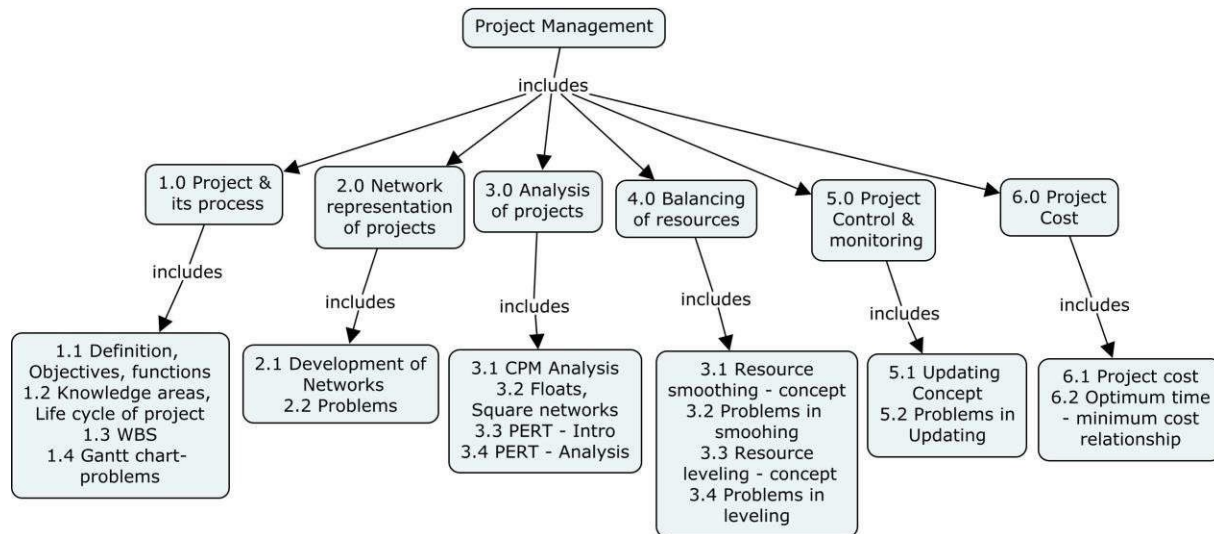 Project Management
includes
1.0 Project &
its process
2.0 Network
representation
of projects
3.0 Analysis
of projects
4.0 Balancing
of resources
5.0 Project
Control &
monitoring
6.0 Project
Cost
includes
includes
includes
includes
includes
includes
1.1 Definition,
Objectives, functions
1.2 Knowledge areas,
Life cycle of project
1.3 WBS
1.4 Gantt chart-
problems
2.1 Development of
Networks
2.2 Problems
3.1 CPM Analysis
3.2 Floats,
Square networks
3.3 PERT - Intro
3.4 PERT - Analysis
3.1 Resource
smoothing - concept
3.2 Problems in
smoohing
3.3 Resource
leveling - concept
3.4 Problems in
leveling
5.1 Updating
Concept
5.2 Problems in
Updating
6.1 Project cost
6.2 Optimum time
- minimum cost
relationship